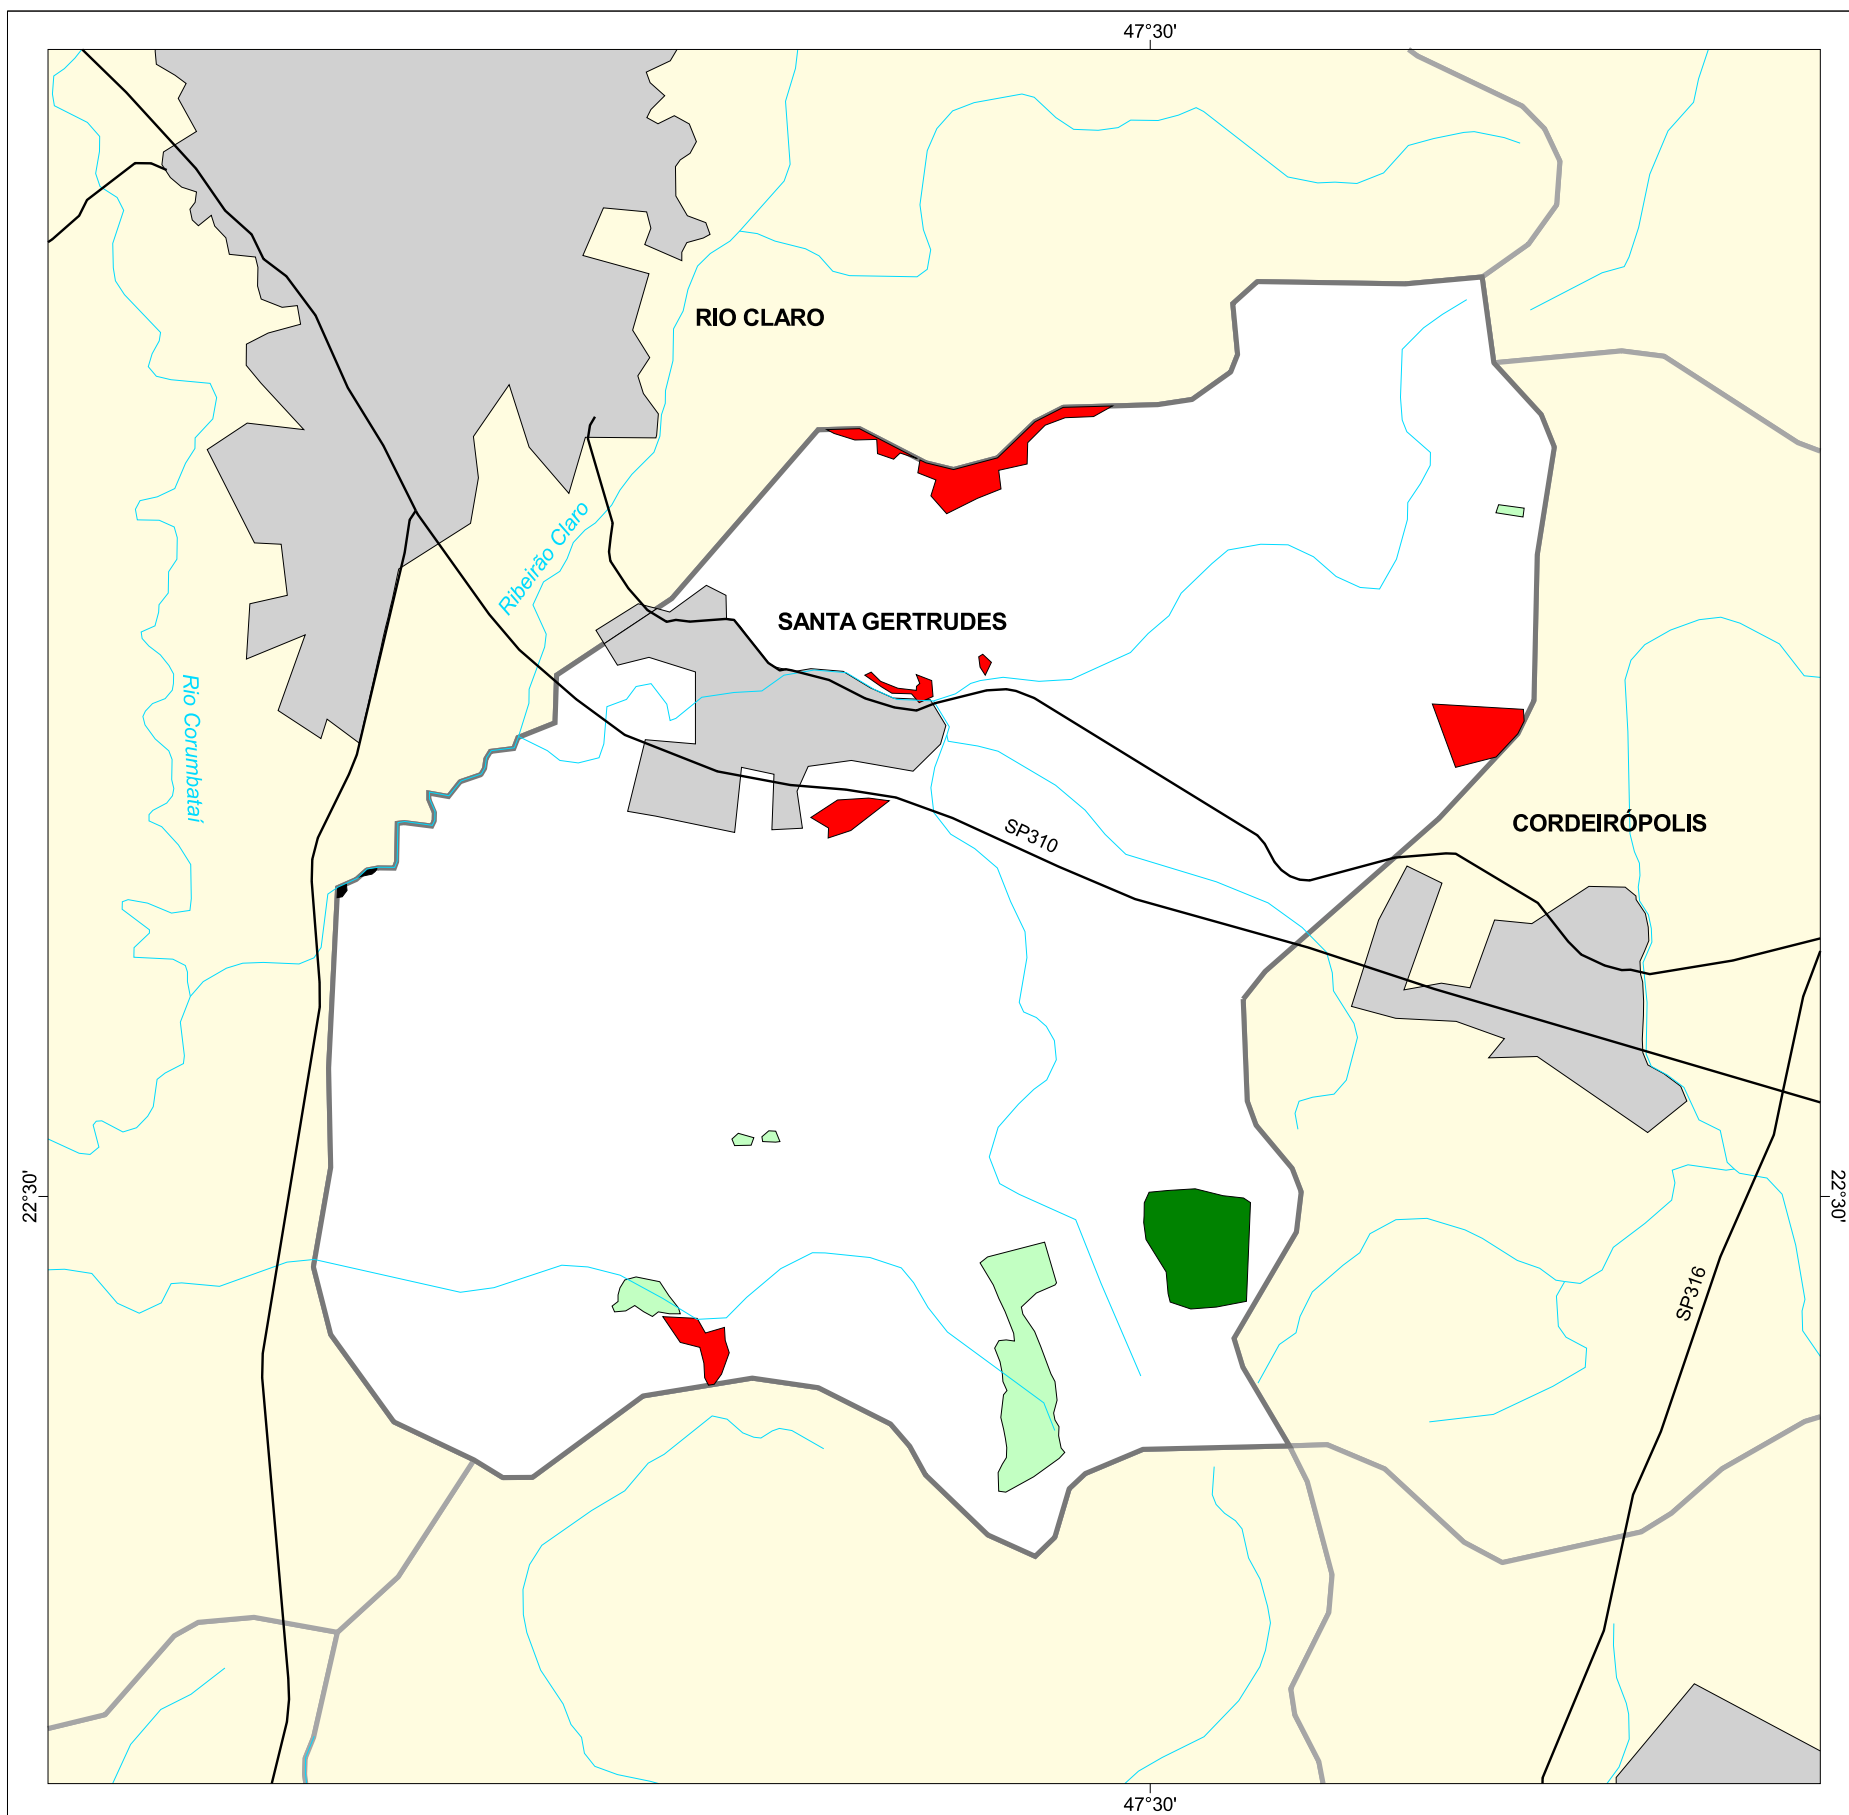 47°30'
RIO CLARO
Ribeirão Claro
SANTA GERTRUDES
Rio Corumbataí
SP310
CORDEIRÓPOLIS
22°30'
22°30'
SP316
47°30'